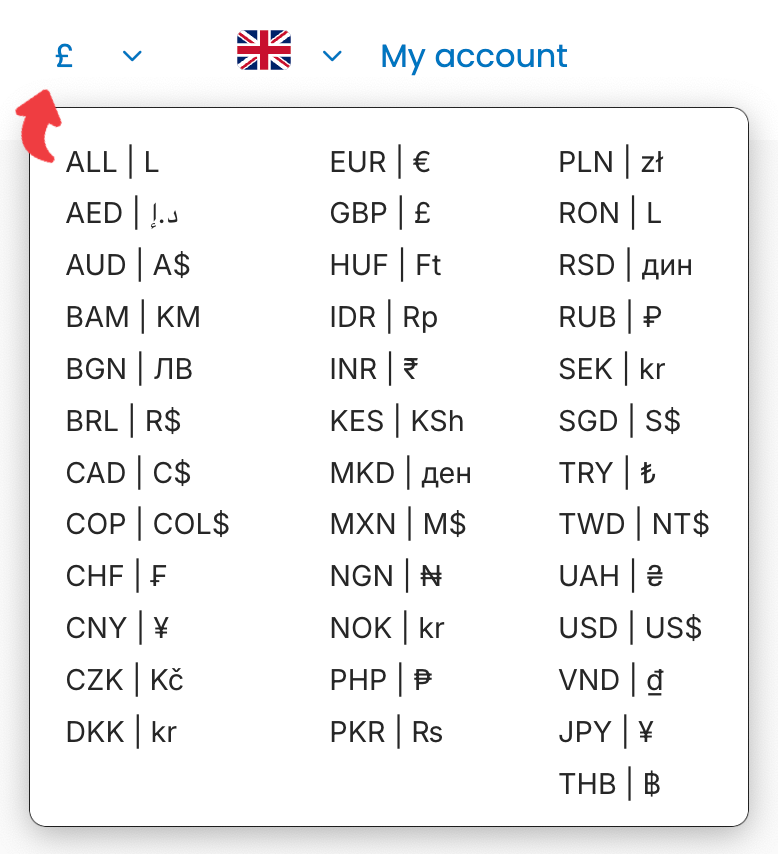 £ My account
ALL | L
AED | د.إ
AUD | A$
BAM | KM
BGN | ЛВ
BRL | R$
CAD | C$
COP | COL$
CHF | ₣
CNY | ¥
CZK | Kč
DKK | kr
EUR | €
GBP | £
HUF | Ft
IDR | Rp
INR | ₹
KES | KSh
MKD | ден
MXN | M$
NGN | ₦
NOK | kr
PHP | ₱
PKR | ₨
PLN | zł
RON | L
RSD | дин
RUB | ₽
SEK | kr
SGD | S$
TRY | ₺
TWD | NT$
UAH | ₴
USD | US$
VND | ₫
JPY | ¥
THB | ฿